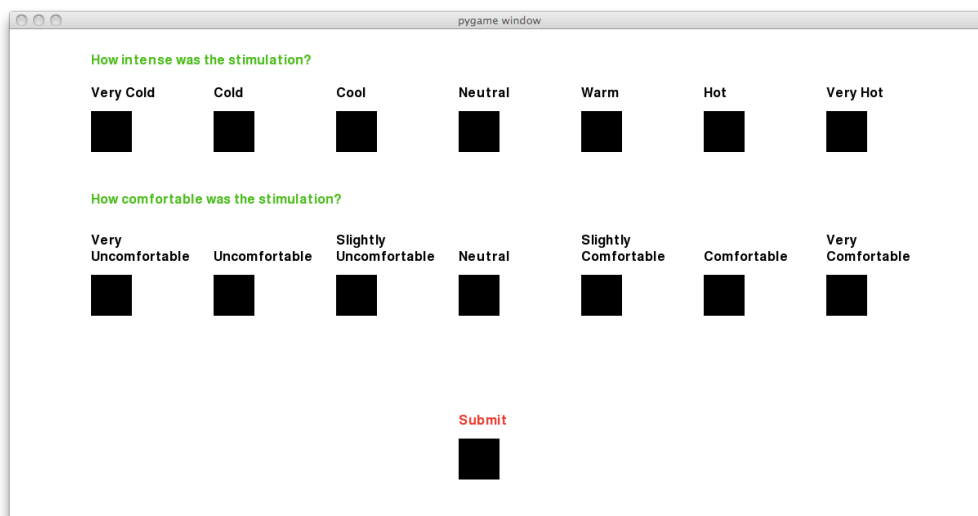 pygame window
How intense was the stimulation?
Very Cold Cold Cool Neutral Warm Hot Very Hot
How comfortable was the stimulation?
Very Uncomfortable Uncomfortable Slightly Uncomfortable Neutral Slightly Comfortable Comfortable Very Comfortable
Submit